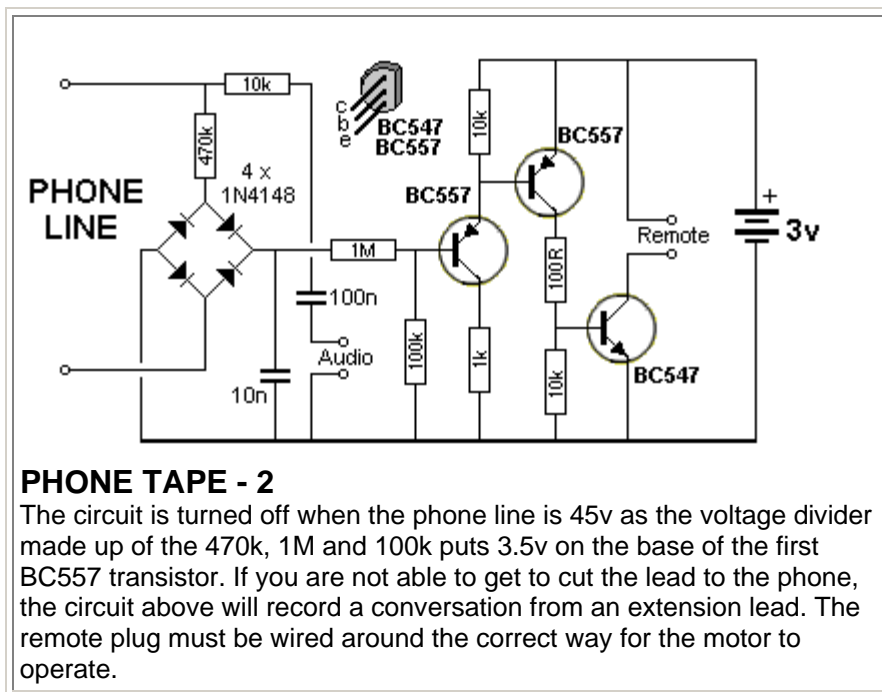 10k
470k
c
b
e
BC547
BC557
4 x
1N4148
PHONE
LINE
10k
BC557
BC557
1M
100n
Audio
10n
100k
1k
100R
10k
Remote
BC547
+
3v
PHONE TAPE - 2
The circuit is turned off when the phone line is 45v as the voltage divider
made up of the 470k, 1M and 100k puts 3.5v on the base of the first
BC557 transistor. If you are not able to get to cut the lead to the phone,
the circuit above will record a conversation from an extension lead. The
remote plug must be wired around the correct way for the motor to
operate.